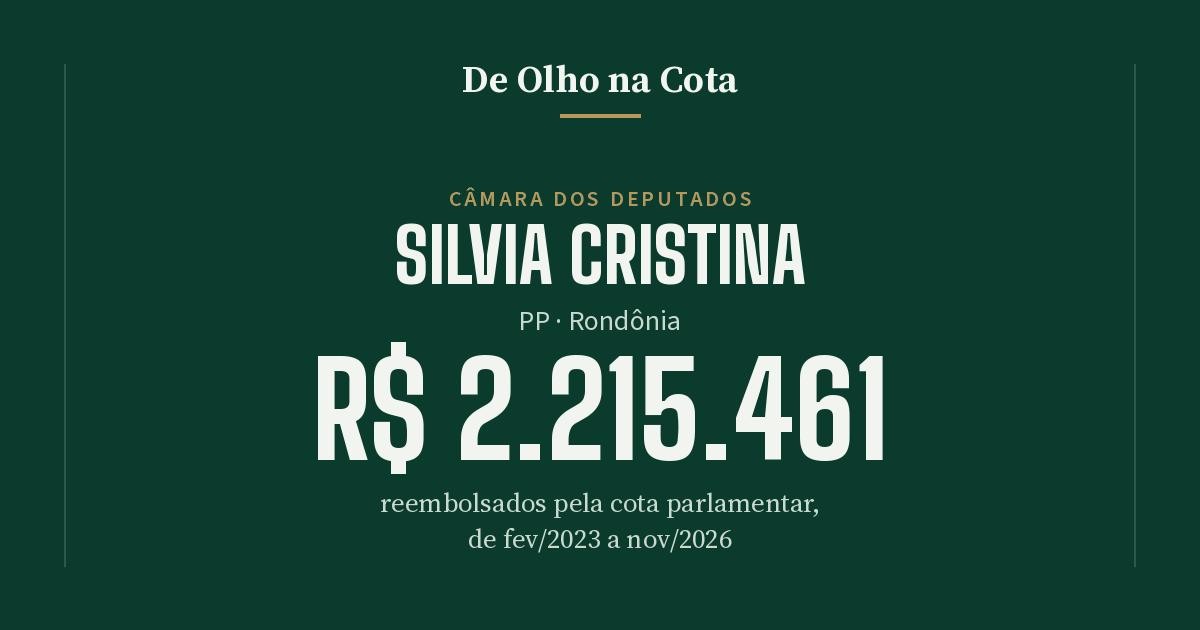 De Olho na Cota
CÂMARA DOS DEPUTADOS
SILVIA CRISTINA
PP · Rondônia
R$ 2.215.461
reembolsados pela cota parlamentar,
de fev/2023 a nov/2026